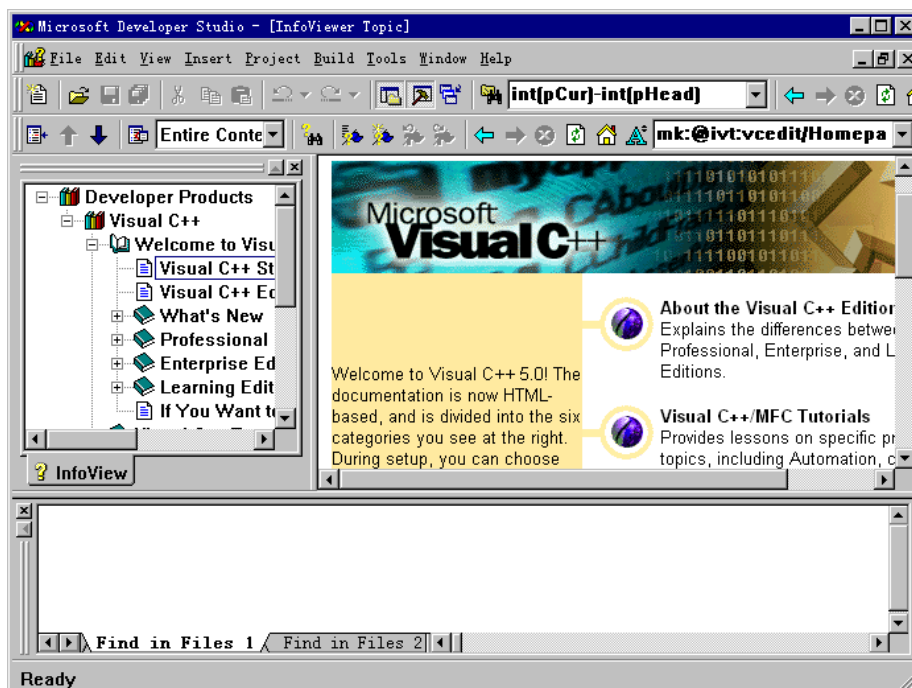 Microsoft Developer Studio - [InfoViewer Topic]
File Edit View Insert Project Build Tools Window Help
int(pCur)-int(pHead)
Entire Conte
mk:@ivt:vcedit/Homepa
Developer Products
Visual C++
Welcome to Visu
Visual C++ St
Visual C++ Ed
What's New
Professional
Enterprise Ed
Learning Edit
If You Want to
InfoView
Microsoft
Visual C++
Welcome to Visual C++ 5.0! The
documentation is now HTML-
based, and is divided into the six
categories you see at the right.
During setup, you can choose
About the Visual C++ Edition
Explains the differences betwee
Professional, Enterprise, and L
Editions.
Visual C++/MFC Tutorials
Provides lessons on specific pr
topics, including Automation, c
Find in Files 1
Find in Files 2
Ready